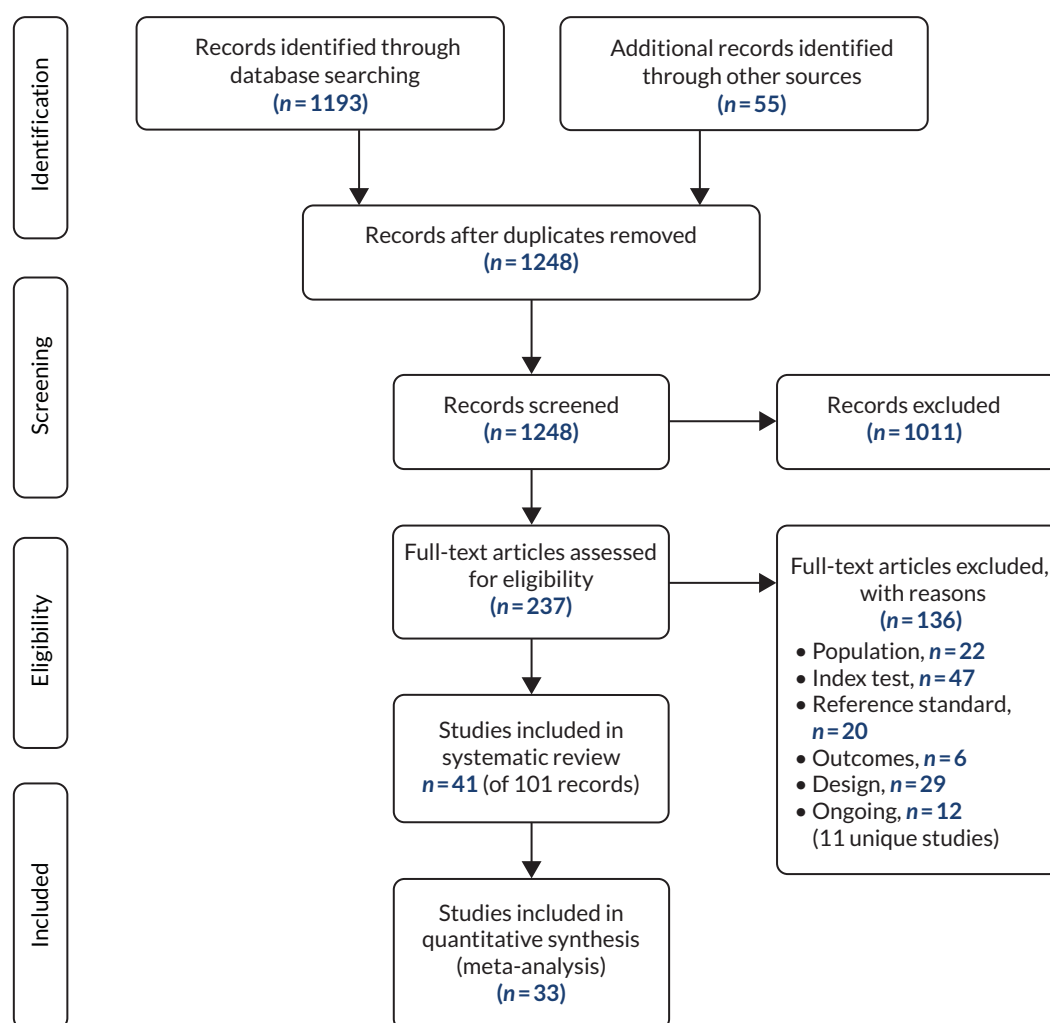 Identification
Records identified through
database searching
(n=1193)
Additional records identified
through other sources
(n=55)
Records after duplicates removed
(n=1248)
Screening
Records screened
(n=1248)
Records excluded
(n=1011)
Eligibility
Full-text articles assessed
for eligibility
(n=237)
Full-text articles excluded,
with reasons
(n=136)
• Population, n=22
• Index test, n=47
• Reference standard,
n=20
• Outcomes, n=6
• Design, n=29
• Ongoing, n=12
(11 unique studies)
Studies included in
systematic review
n=41 (of 101 records)
Included
Studies included in
quantitative synthesis
(meta-analysis)
(n=33)